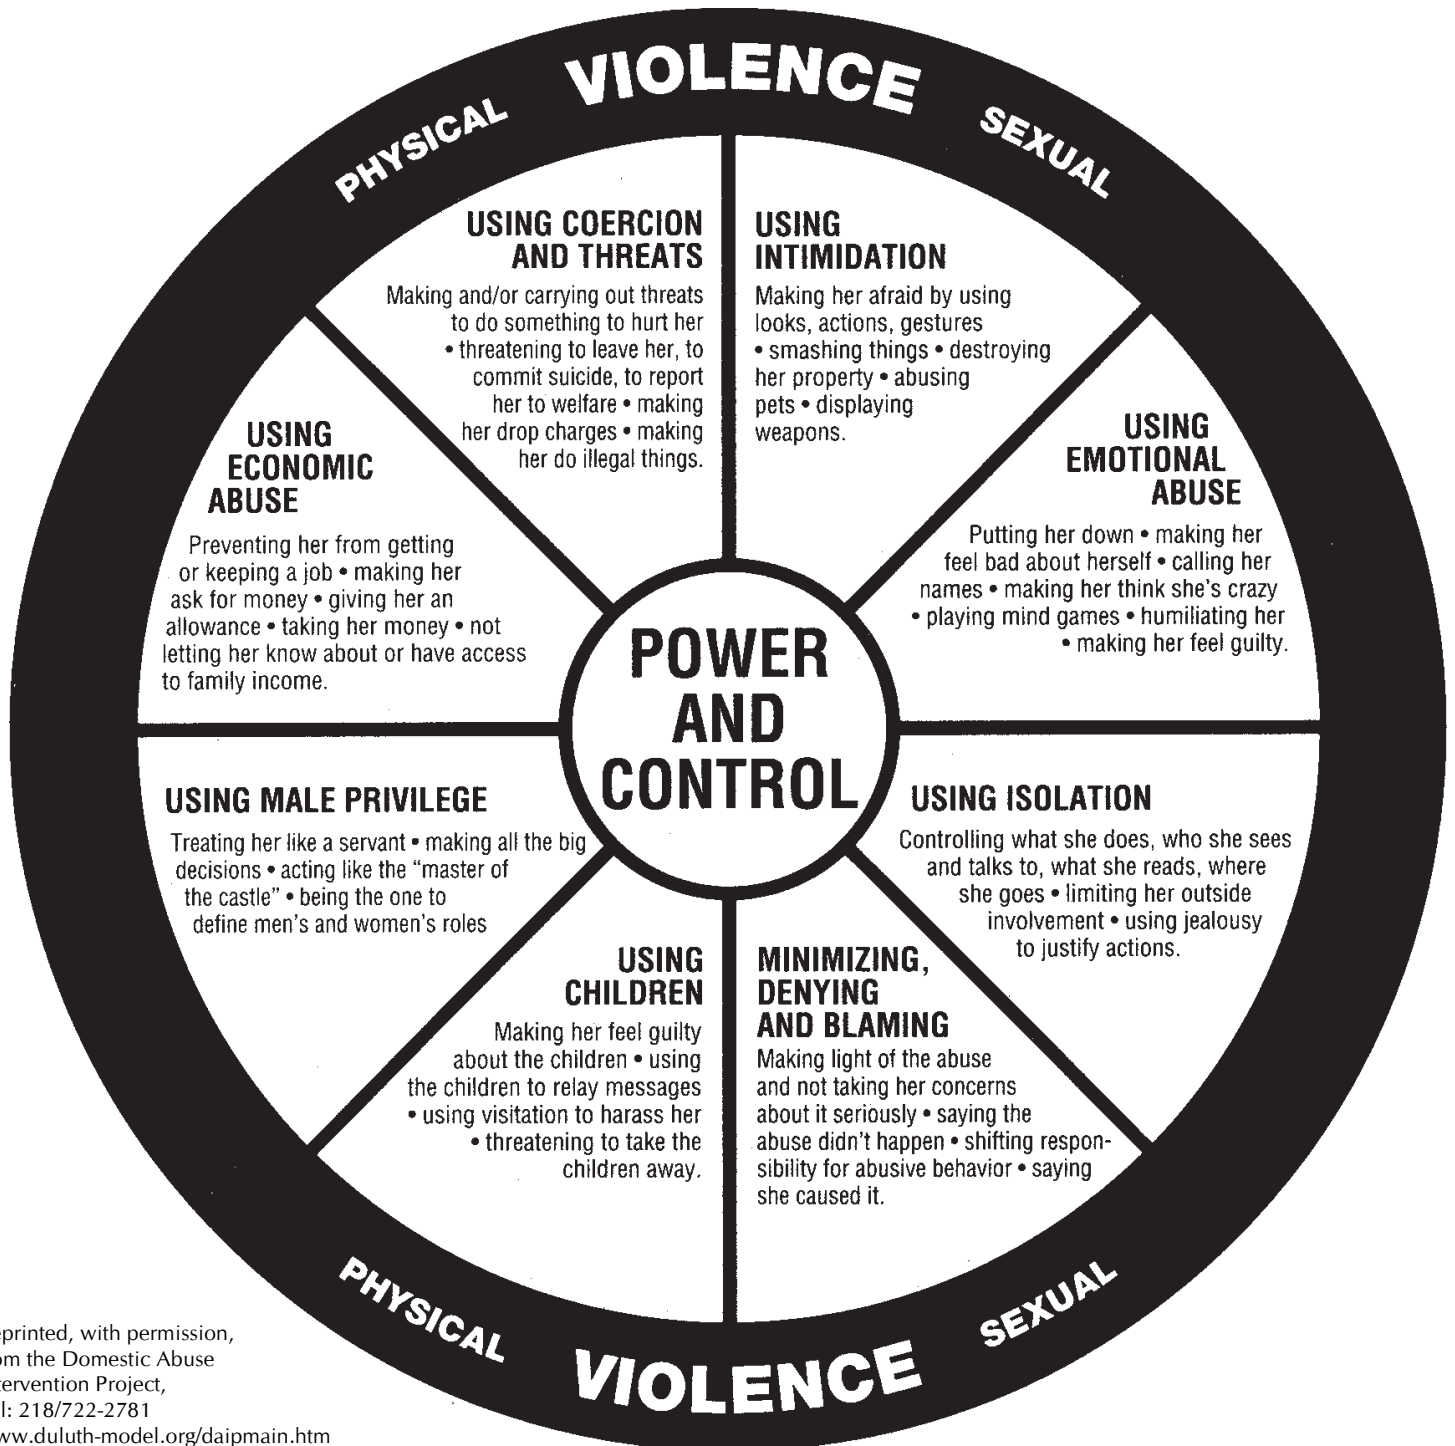 VIOLENCE
PHYSICAL
SEXUAL
USING COERCION
AND THREATS
Making and/or carrying out threats
to do something to hurt her
• threatening to leave her, to
commit suicide, to report
her to welfare • making
her drop charges • making
her do illegal things.
USING
INTIMIDATION
Making her afraid by using
looks, actions, gestures
• smashing things • destroying
her property • abusing
pets • displaying
weapons.
USING
ECONOMIC
ABUSE
Preventing her from getting
or keeping a job • making her
ask for money • giving her an
allowance • taking her money • not
letting her know about or have access
to family income.
USING
EMOTIONAL
ABUSE
Putting her down • making her
feel bad about herself • calling her
names • making her think she's crazy
• playing mind games • humiliating her
• making her feel guilty.
POWER
AND
CONTROL
USING MALE PRIVILEGE
Treating her like a servant • making all the big
decisions • acting like the “master of
the castle” • being the one to
define men's and women's roles
USING ISOLATION
Controlling what she does, who she sees
and talks to, what she reads, where
she goes • limiting her outside
involvement • using jealousy
to justify actions.
USING
CHILDREN
Making her feel guilty
about the children • using
the children to relay messages
• using visitation to harass her
• threatening to take the
children away.
MINIMIZING,
DENYING
AND BLAMING
Making light of the abuse
and not taking her concerns
about it seriously • saying the
abuse didn't happen • shifting respon-
sibility for abusive behavior • saying
she caused it.
PHYSICAL
SEXUAL
VIOLENCE
eprinted, with permission,
om the Domestic Abuse
tervention Project,
l: 218/722-2781
ww.duluth-model.org/daipmain.htm